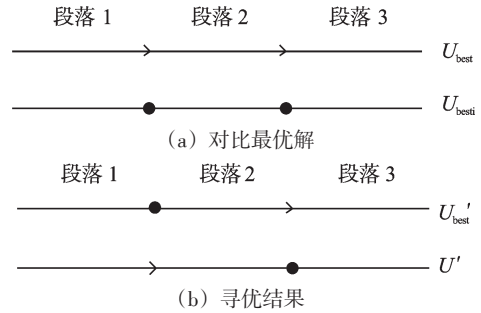 段落 1 段落 2 段落 3
U_best
U_besti
（a）对比最优解
段落 1 段落2 段落 3
U_best′
U′
（b）寻优结果